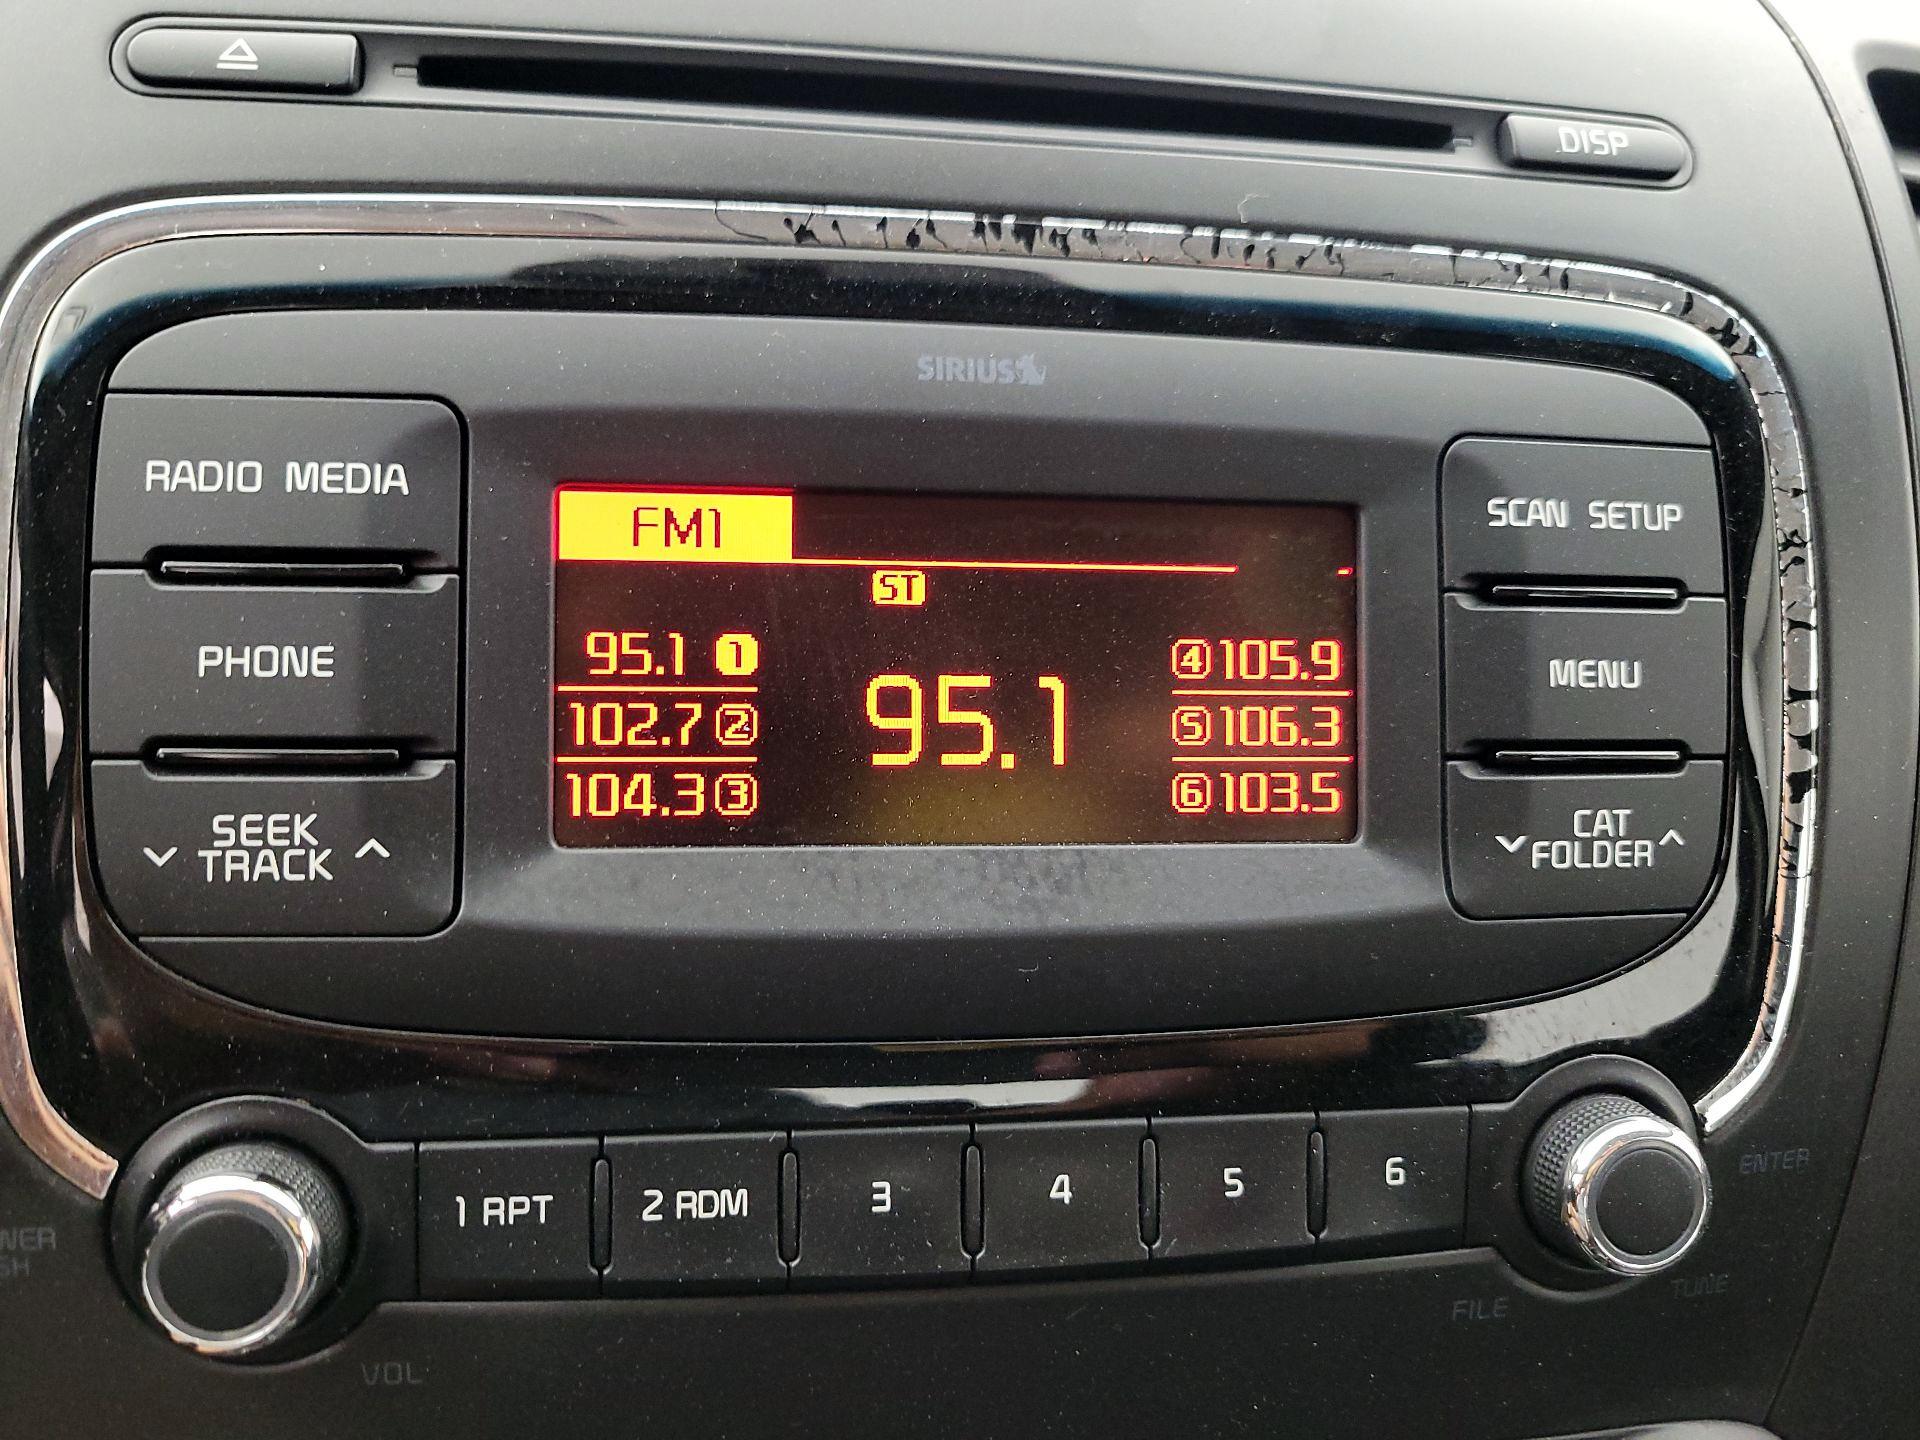 DISP
SIRIUS
RADIO MEDIA
PHONE
SEEK
TRACK
FM1
ST
95.1 1
102.7 2
104.3 3
95.1
4 105.9
5 106.3
6 103.5
SCAN SETUP
MENU
CAT
FOLDER
1 RPT
2 RDM
3
4
5
6
VOL
ENTER
TUNE
FILE